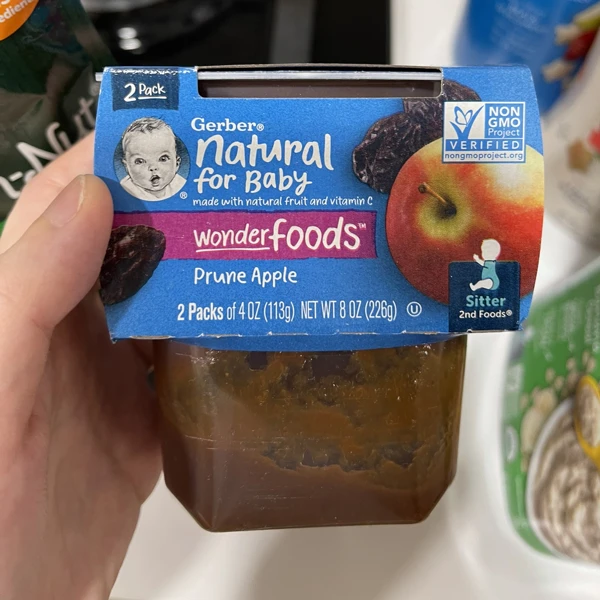 2 Pack
Gerber®
natural
for Baby
made with natural fruit and vitamin C
wonderfoods™
Prune Apple
2 Packs of 4 OZ (113g) NET WT 8 OZ (226g) Ⓤ
NON
GMO
Project
VERIFIED
nongmoproject.org
Sitter
2nd Foods®